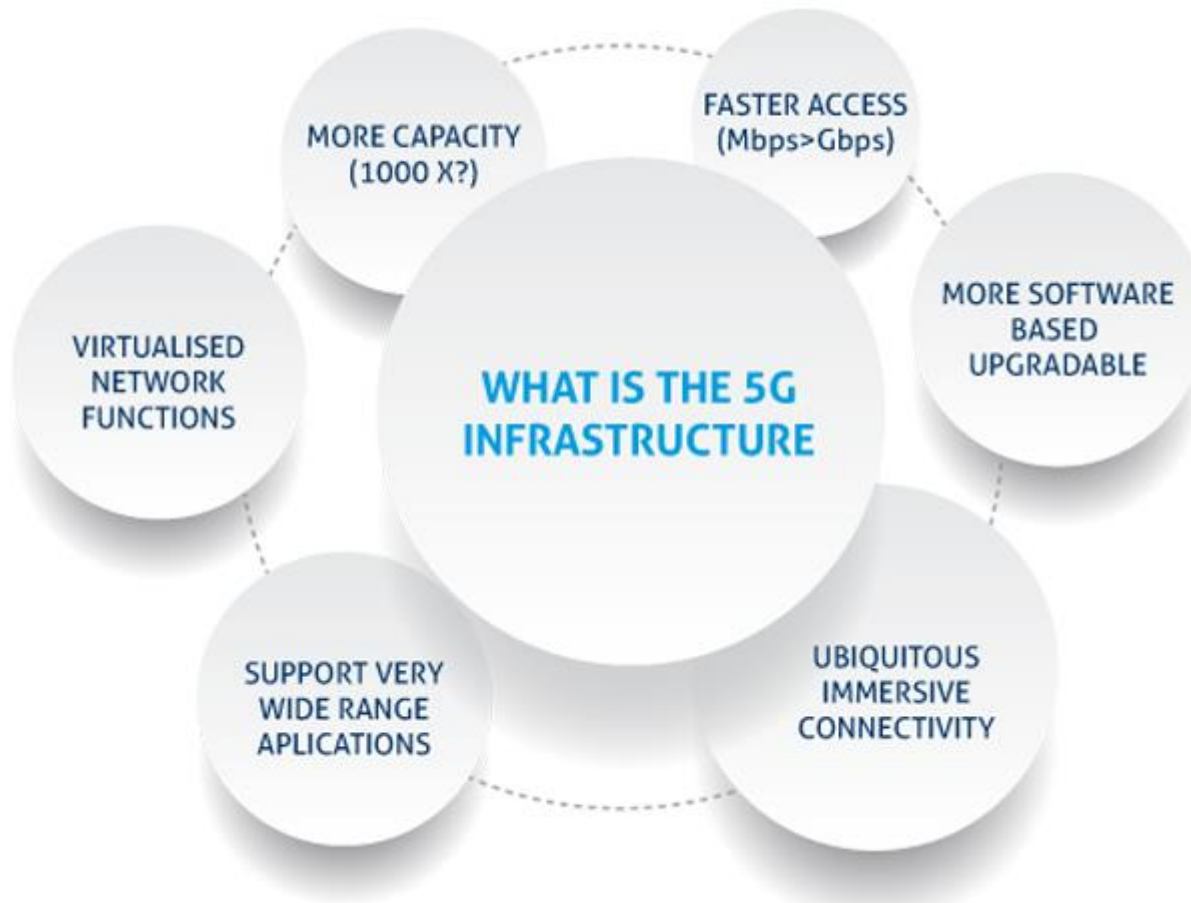 MORE CAPACITY
(1000 X?)
FASTER ACCESS
(Mbps>Gbps)
MORE SOFTWARE
BASED
UPGRADABLE
VIRTUALISED
NETWORK
FUNCTIONS
WHAT IS THE 5G
INFRASTRUCTURE
SUPPORT VERY
WIDE RANGE
APLICATIONS
UBIQUITOUS
IMMERSIVE
CONNECTIVITY